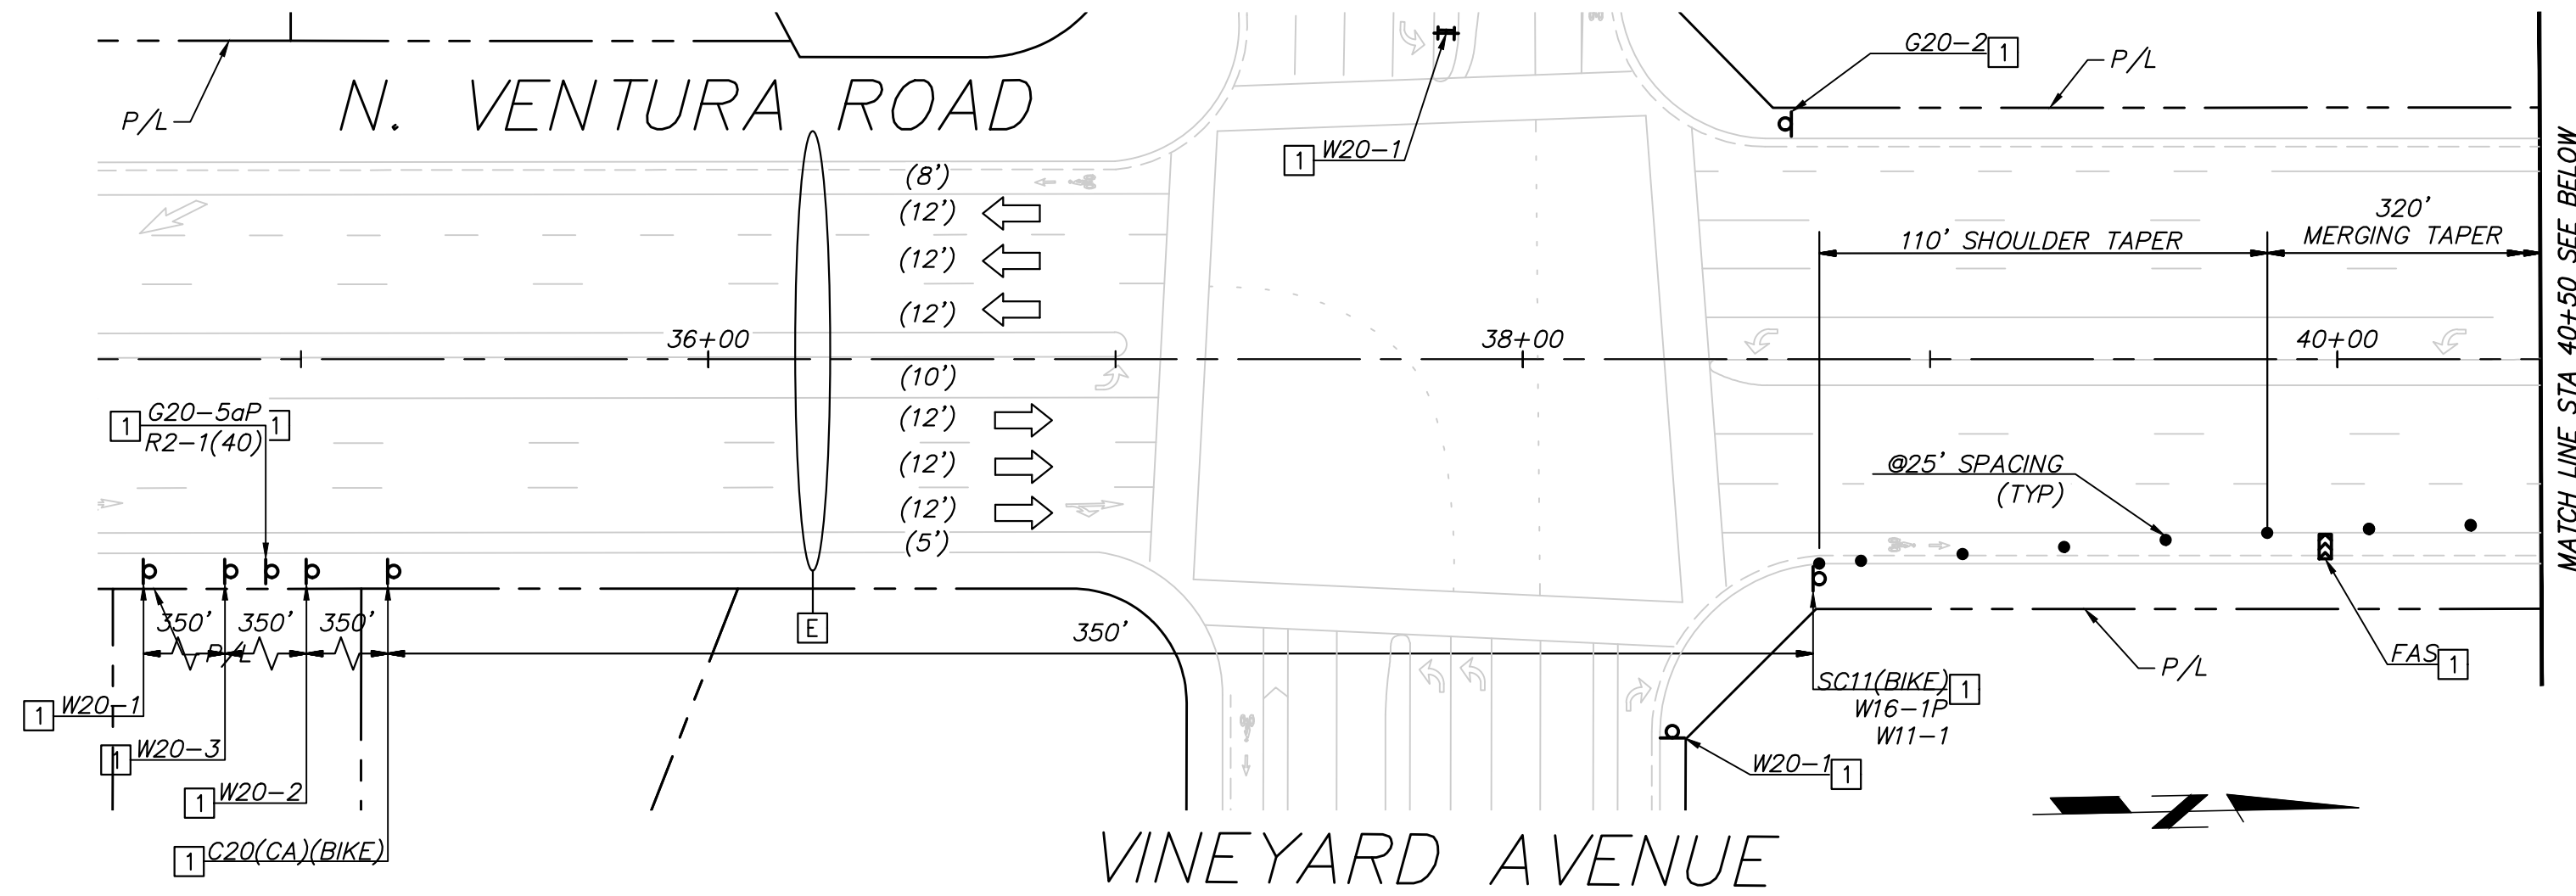 G20-2 1
P/L
P/L
N. VENTURA ROAD
1 W20-1
(8')
(12')
(12')
(12')
320'
110' SHOULDER TAPER
MERGING TAPER
36+00
38+00
40+00
MATCH LINE STA 40+50 SEE BELOW
(10')
(12')
(12')
(12')
(5')
1 G20-5aP 1
R2-1(40)
@25' SPACING
(TYP)
E
350'
350'
350'
350'
P/L
P/L
FAS 1
SC11(BIKE) 1
W16-1P
W11-1
1 W20-1
1 W20-3
1 W20-2
1 C20(CA)(BIKE)
W20-1 1
Z
VINEYARD AVENUE